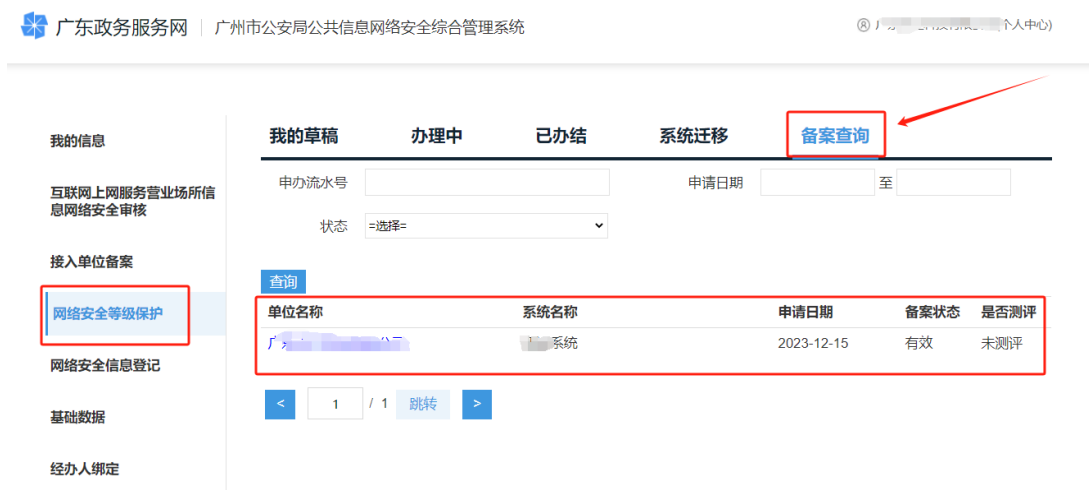 广东政务服务网 广州市公安局公共信息网络安全综合管理系统
个人中心)
我的信息
互联网上网服务营业场所信
息网络安全审核
接入单位备案
网络安全等级保护
网络安全信息登记
基础数据
经办人绑定
我的草稿 办理中 已办结 系统迁移 备案查询
申办流水号 申请日期 至
状态 =选择=
查询
单位名称 系统名称 申请日期 备案状态 是否测评
系统 2023-12-15 有效 未测评
< 1 / 1 跳转 >